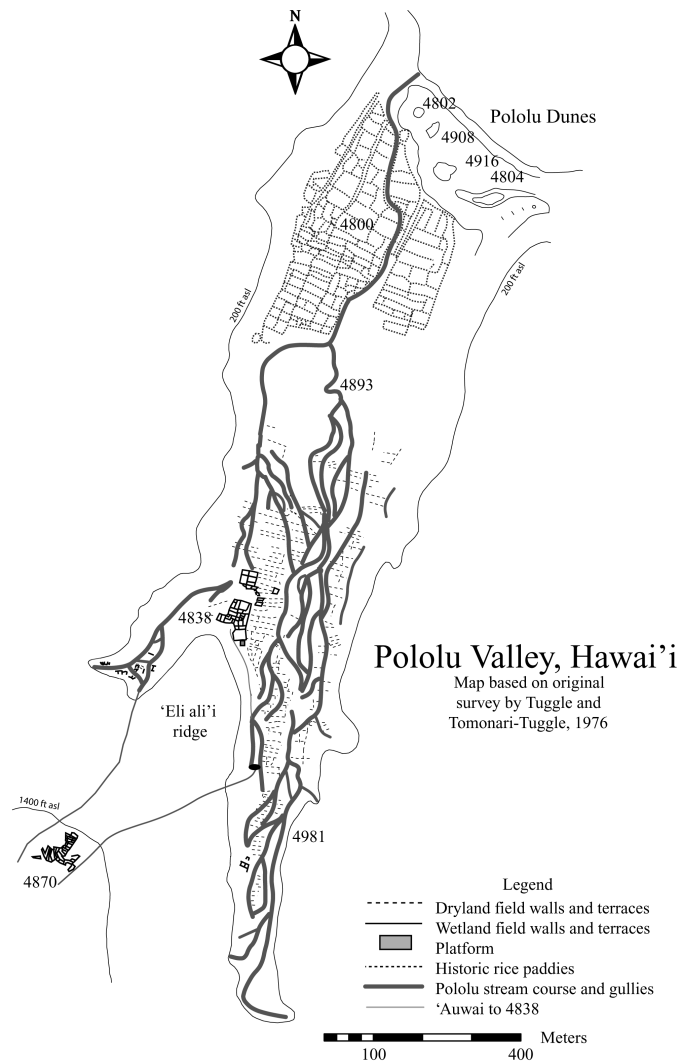 N
4802
Pololu Dunes
4908
4916
4804
4800
200 ft asl
200 ft asl
4893
4838
Pololu Valley, Hawai’i
Map based on original
survey by Tuggle and
Tomonari-Tuggle, 1976
‘Eli ali’i
ridge
1400 ft asl
4981
4870
Legend
Dryland field walls and terraces
Wetland field walls and terraces
Platform
Historic rice paddies
Pololu stream course and gullies
‘Auwai to 4838
Meters
100
400